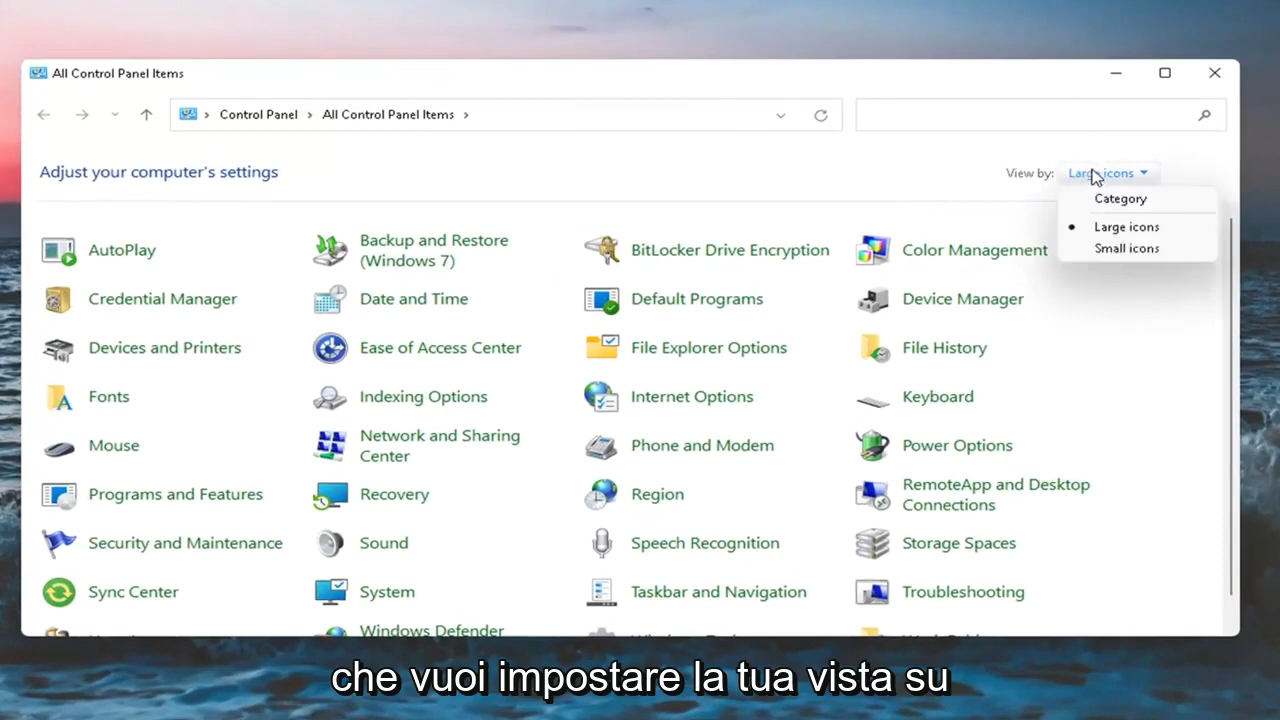 All Control Panel Items
Control Panel > All Control Panel Items >
Adjust your computer's settings
View by: Large icons
Category
Large icons
Small icons
AutoPlay
Backup and Restore
(Windows 7)
BitLocker Drive Encryption
Color Management
Credential Manager
Date and Time
Default Programs
Device Manager
Devices and Printers
Ease of Access Center
File Explorer Options
File History
Fonts
Indexing Options
Internet Options
Keyboard
Mouse
Network and Sharing
Center
Phone and Modem
Power Options
Programs and Features
Recovery
Region
RemoteApp and Desktop
Connections
Security and Maintenance
Sound
Speech Recognition
Storage Spaces
Sync Center
System
Taskbar and Navigation
Troubleshooting
Windows Defender
che vuoi impostare la tua vista su